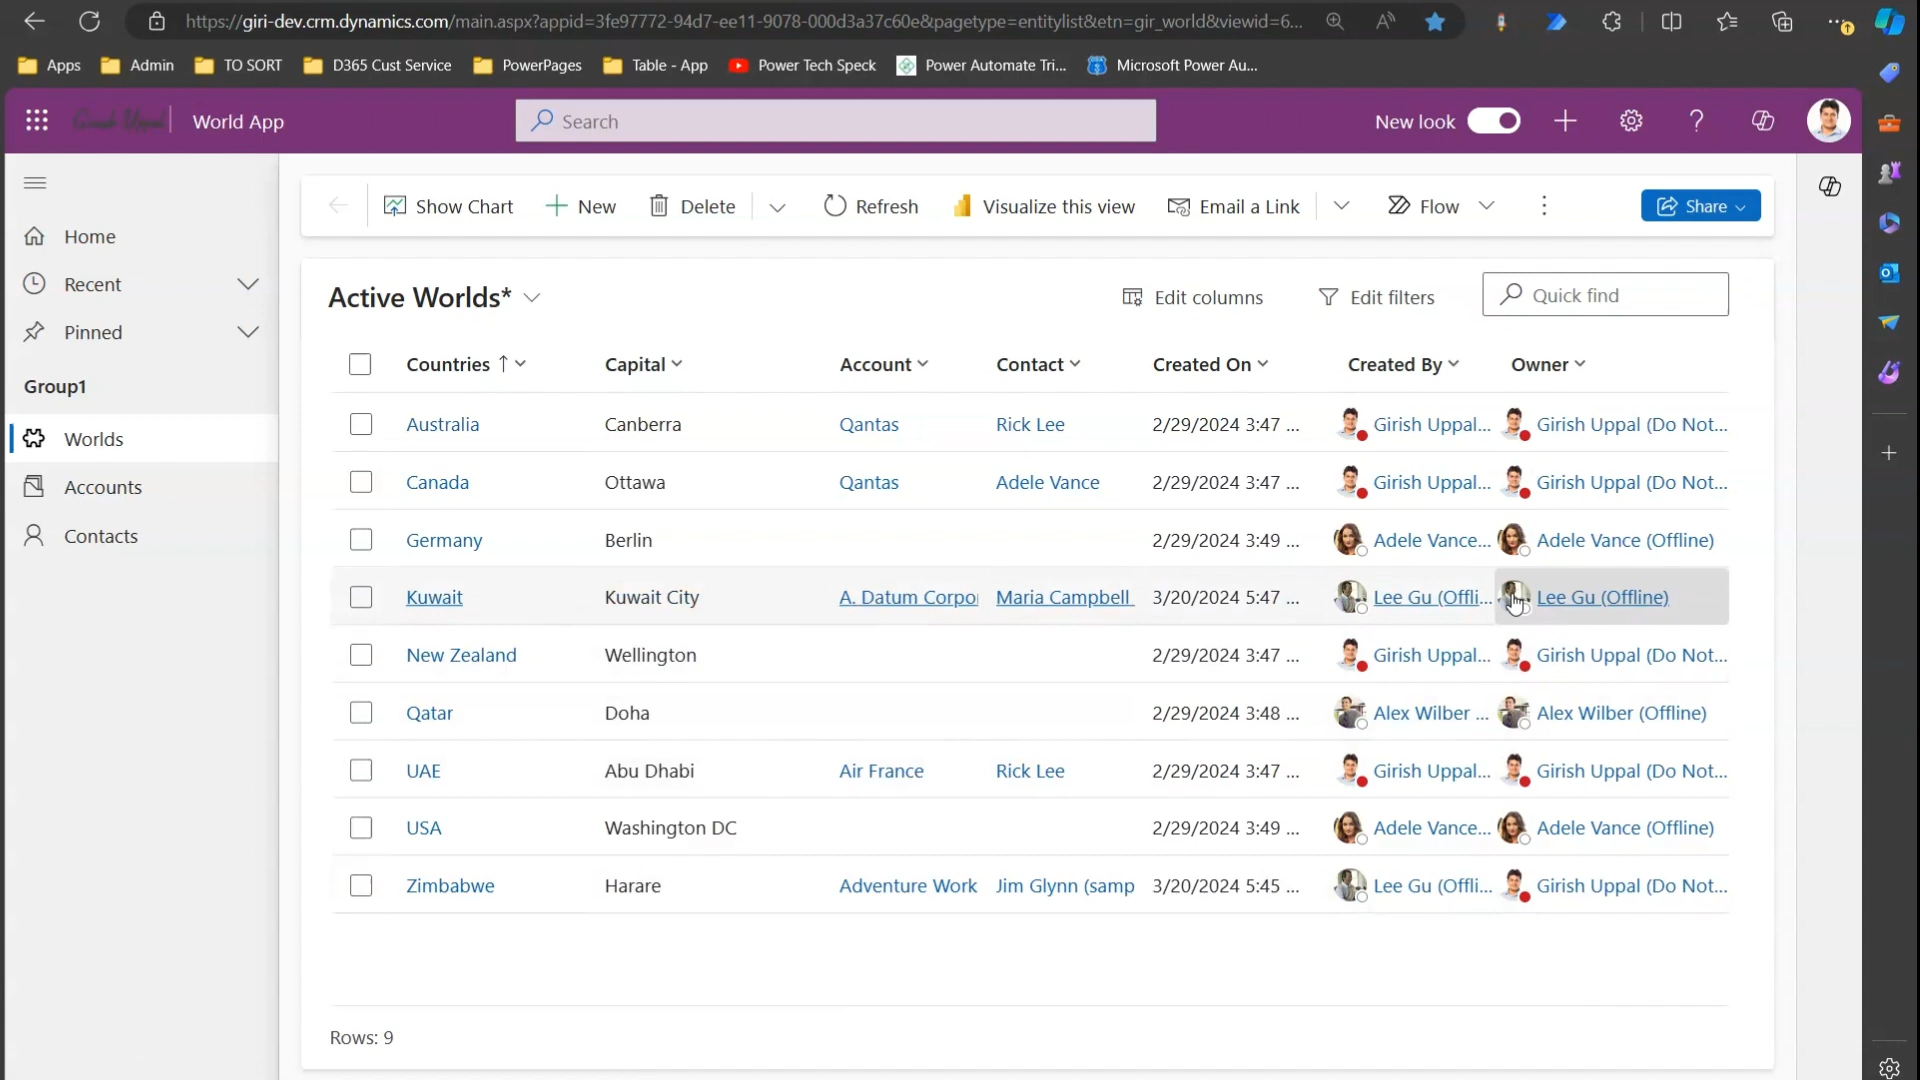 https://giri-dev.crm.dynamics.com/main.aspx?appid=3fe97772-94d7-ee11-9078-000d3a37c60e&pagetype=entitylist&etn=gir_world&viewid=6...
Apps Admin TO SORT D365 Cust Service PowerPages Table - App Power Tech Speck Power Automate Tri... Microsoft Power Au...
Girish Uppal World App Search New look
Show Chart New Delete Refresh Visualize this view Email a Link Flow Share
Home
Recent
Pinned
Group1
Worlds
Accounts
Contacts
Active Worlds* Edit columns Edit filters Quick find
Countries Capital Account Contact Created On Created By Owner
Australia Canberra Qantas Rick Lee 2/29/2024 3:47 ... Girish Uppal... Girish Uppal (Do Not...
Canada Ottawa Qantas Adele Vance 2/29/2024 3:47 ... Girish Uppal... Girish Uppal (Do Not...
Germany Berlin 2/29/2024 3:49 ... Adele Vance... Adele Vance (Offline)
Kuwait Kuwait City A. Datum Corpo Maria Campbell 3/20/2024 5:47 ... Lee Gu (Offli... Lee Gu (Offline)
New Zealand Wellington 2/29/2024 3:47 ... Girish Uppal... Girish Uppal (Do Not...
Qatar Doha 2/29/2024 3:48 ... Alex Wilber ... Alex Wilber (Offline)
UAE Abu Dhabi Air France Rick Lee 2/29/2024 3:47 ... Girish Uppal... Girish Uppal (Do Not...
USA Washington DC 2/29/2024 3:49 ... Adele Vance... Adele Vance (Offline)
Zimbabwe Harare Adventure Work Jim Glynn (samp 3/20/2024 5:45 ... Lee Gu (Offli... Girish Uppal (Do Not...
Rows: 9